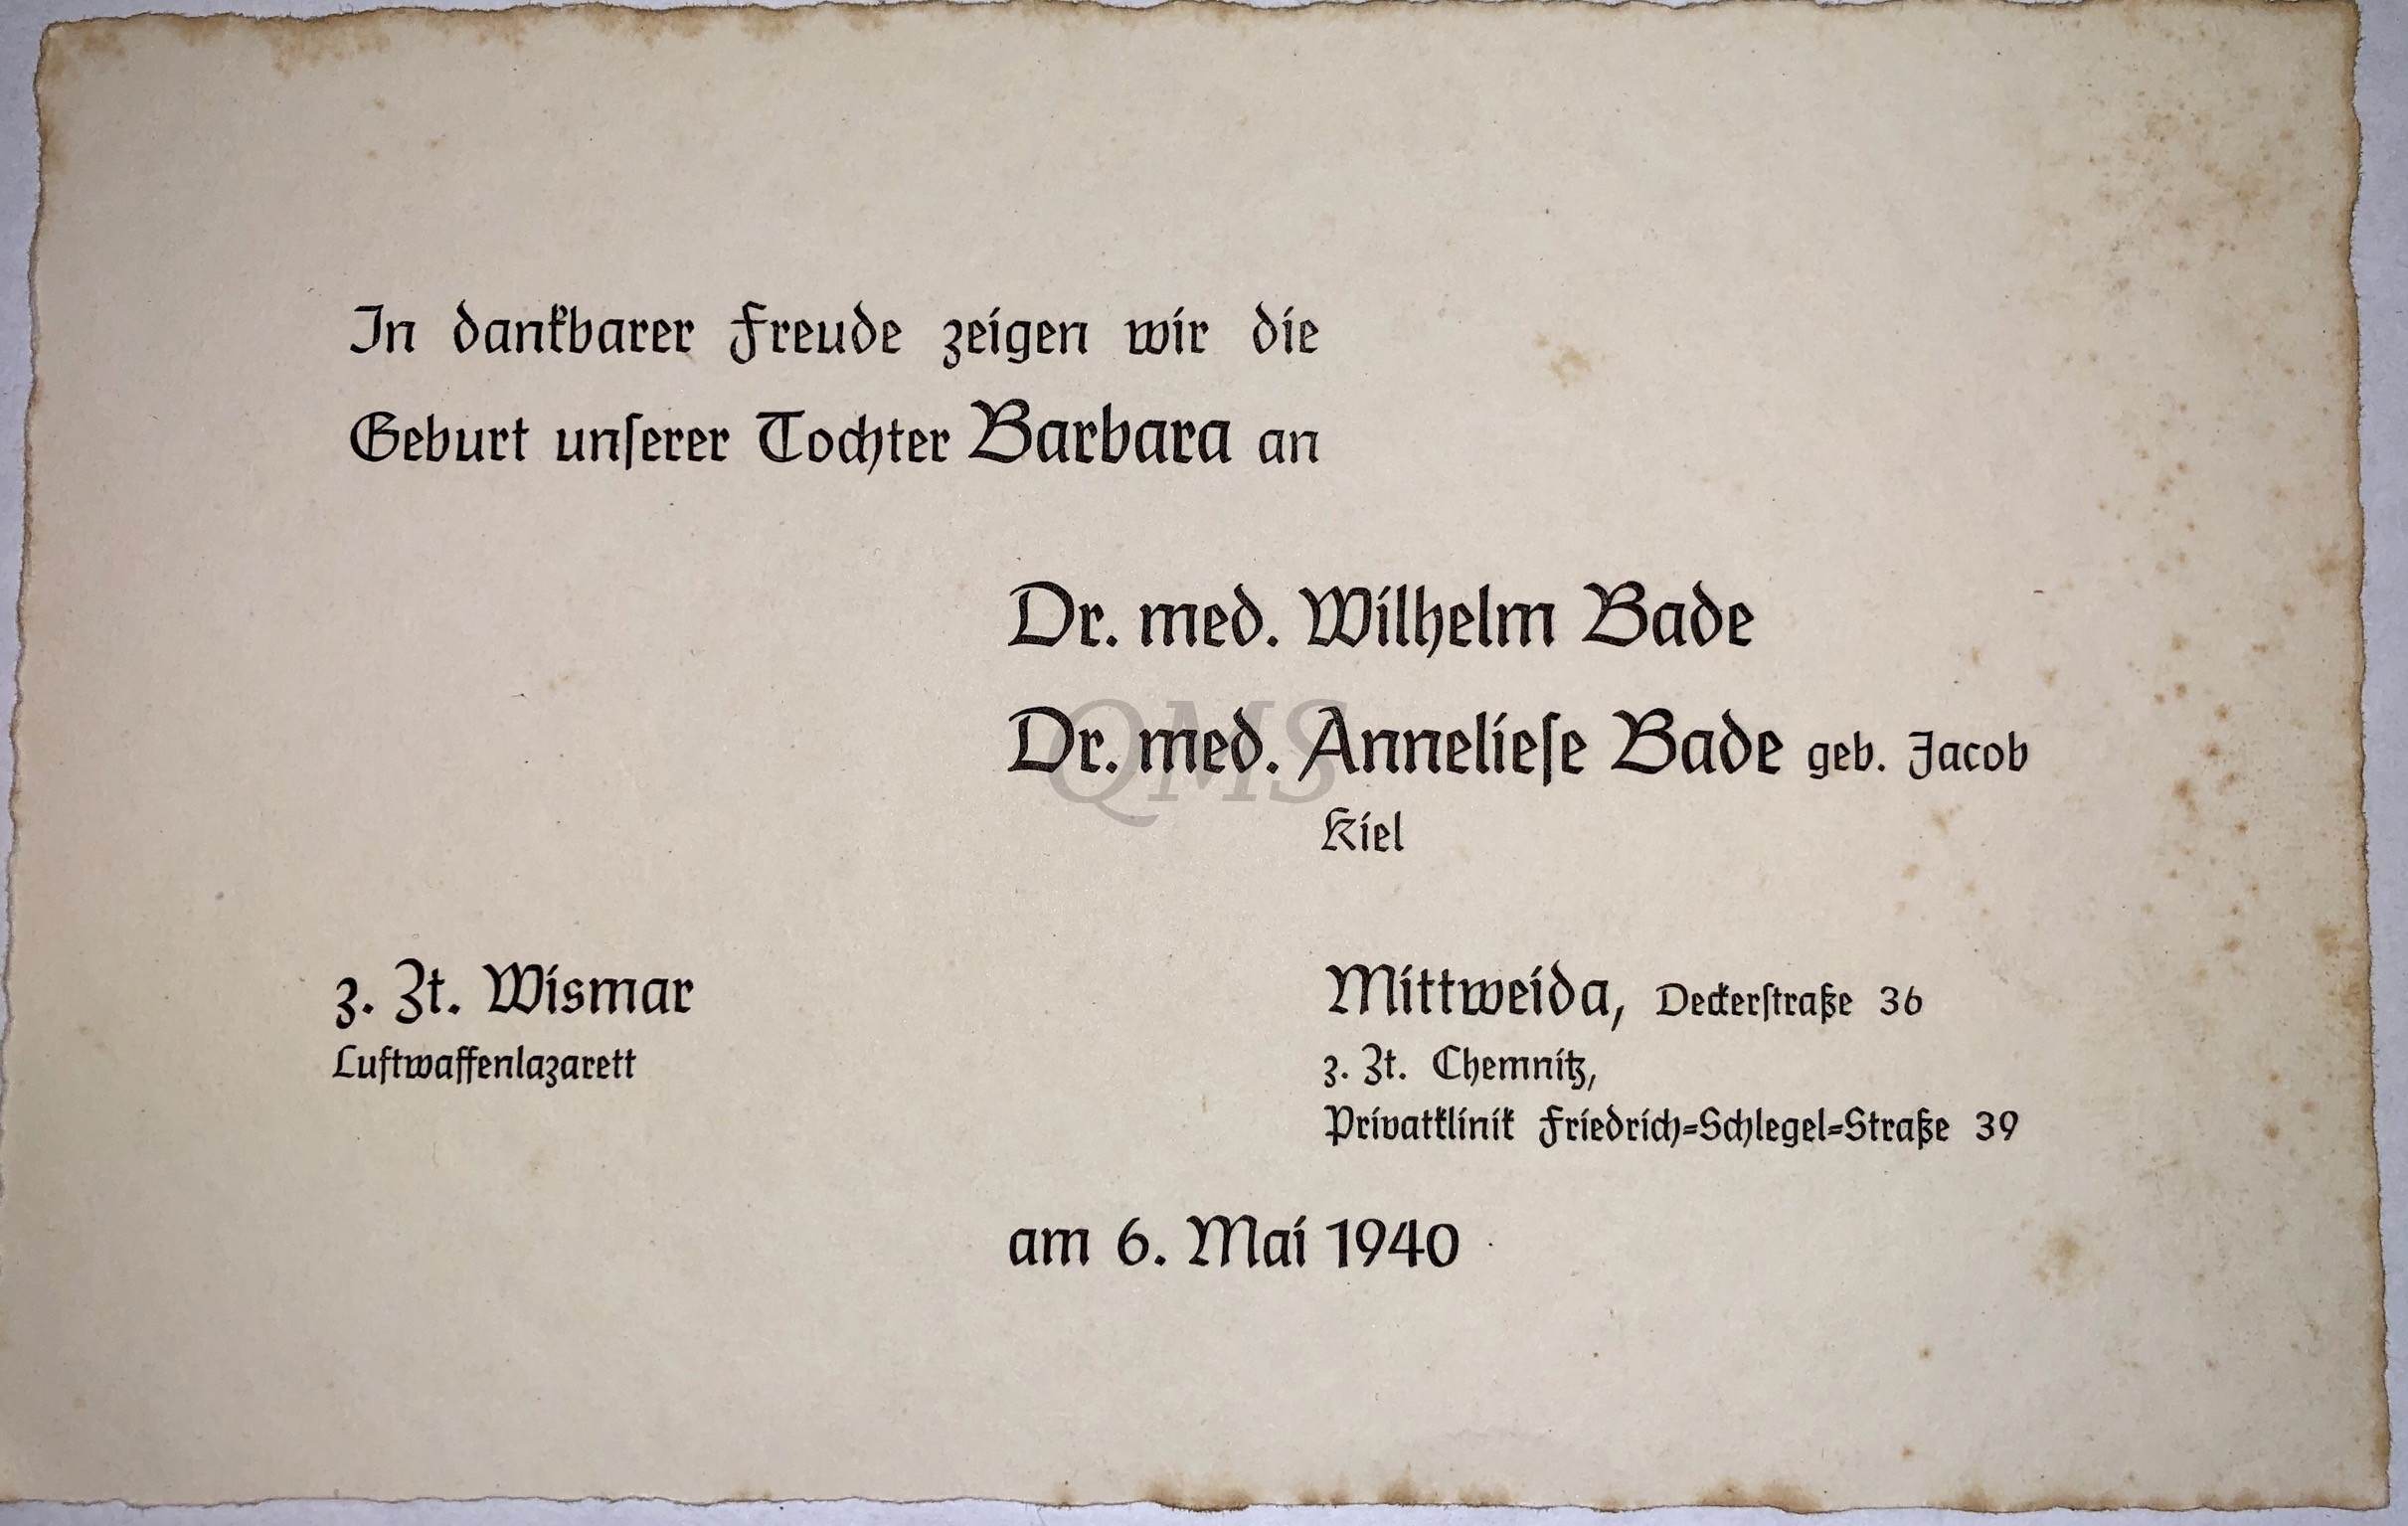 In dankbarer Freude zeigen wir die
Geburt unſerer Tochter Barbara an
Dr. med. Wilhelm Bade
Dr. med. Annelieſe Bade geb. Jacob
QMS
Kiel
z. Zt. Wismar
Luftwaffenlazarett
Mittweida, Deckerſtraße 36
z. Zt. Chemnitz,
Privatklinik Friedrich=Schlegel=Straße 39
am 6. Mai 1940